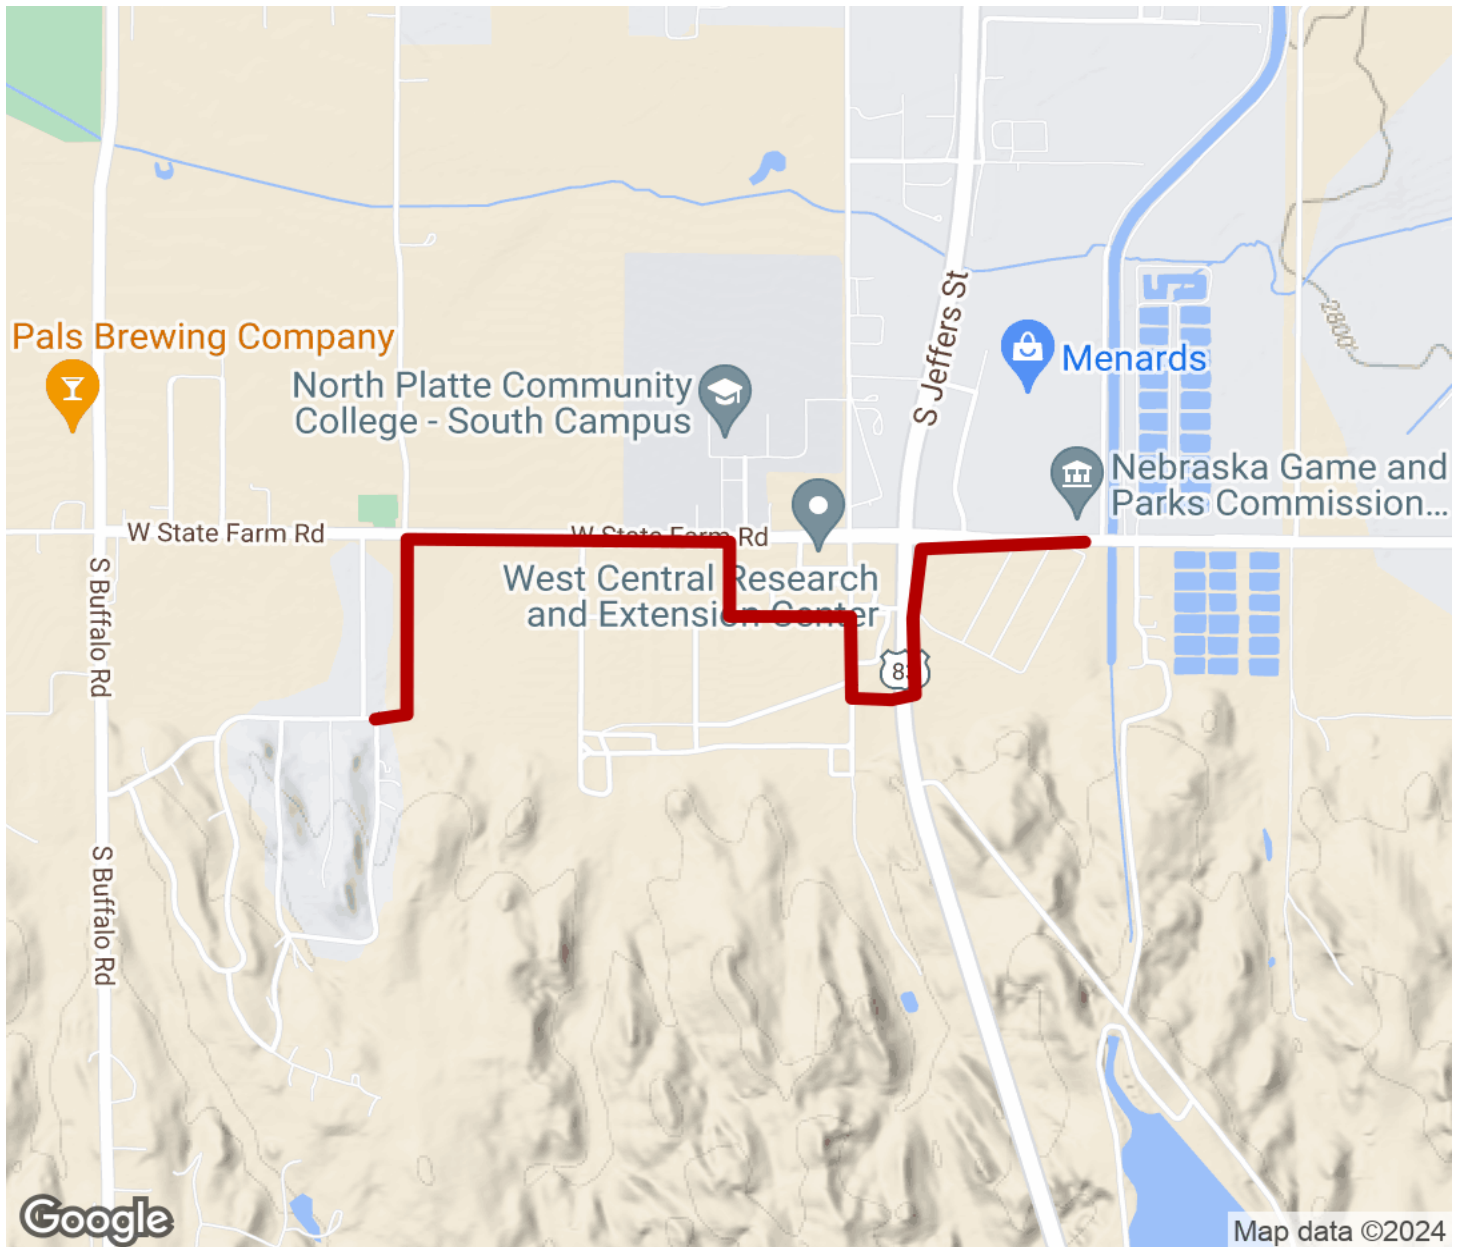 S Jeffers St
2800'
Pals Brewing Company
Menards
North Platte Community
College - South Campus
Nebraska Game and
Parks Commission...
W State Farm Rd
W State Farm Rd
West Central Research
and Extension Center
S Buffalo Rd
83
S Buffalo Rd
Google
Map data ©2024